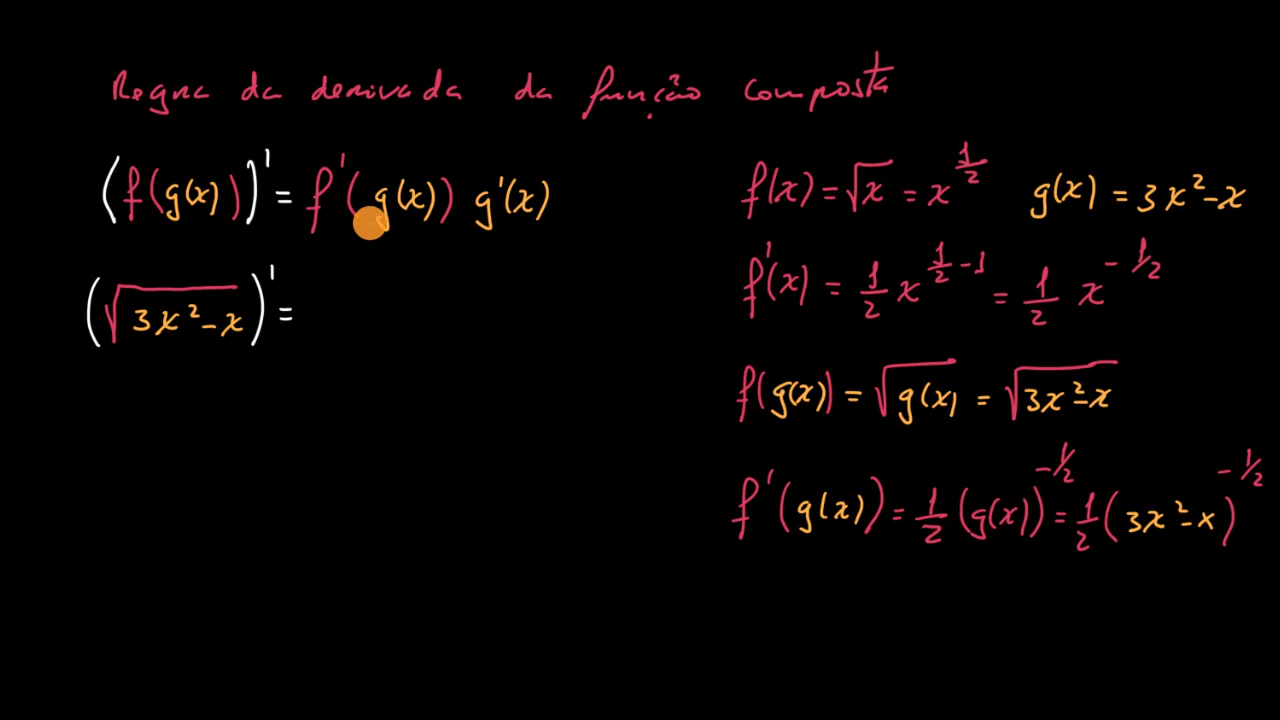 Regra da derivada da função composta
(f(g(x)))' = f'(g(x)) g'(x)
(√(3x²-x))' =
f(x) = √x = x^(1/2) g(x) = 3x²-x
f'(x) = 1/2 x^(1/2 -1) = 1/2 x^(-1/2)
f(g(x)) = √(g(x)) = √(3x²-x)
f'(g(x)) = 1/2 (g(x))^(-1/2) = 1/2 (3x²-x)^(-1/2)